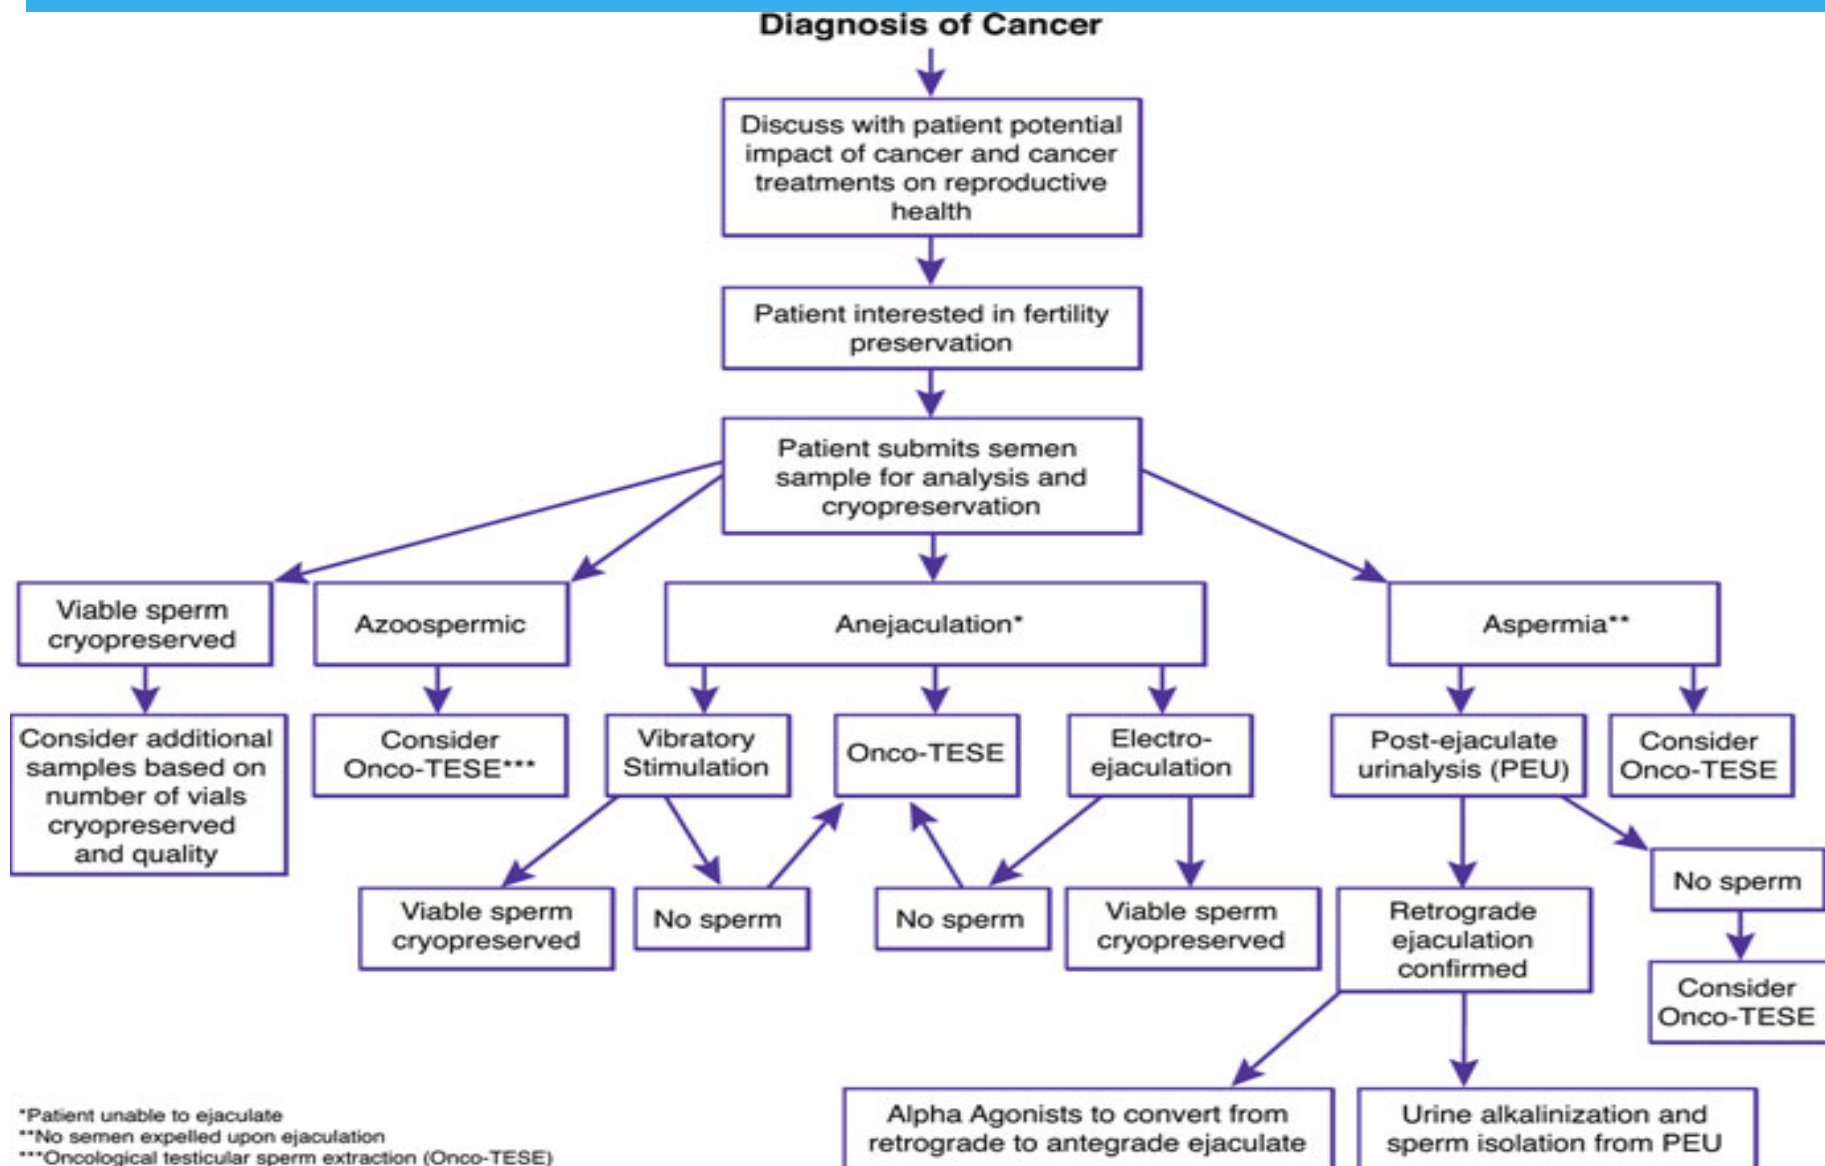 Diagnosis of Cancer
Discuss with patient potential
impact of cancer and cancer
treatments on reproductive
health
Patient interested in fertility
preservation
Patient submits semen
sample for analysis and
cryopreservation
Viable sperm
cryopreserved
Azoospermic
Anejaculation*
Aspermia**
Consider additional
samples based on
number of vials
cryopreserved
and quality
Consider
Onco-TESE***
Vibratory
Stimulation
Onco-TESE
Electro-
ejaculation
Post-ejaculate
urinalysis (PEU)
Consider
Onco-TESE
Viable sperm
cryopreserved
No sperm
No sperm
Viable sperm
cryopreserved
Retrograde
ejaculation
confirmed
No sperm
Consider
Onco-TESE
Alpha Agonists to convert from
retrograde to antegrade ejaculate
Urine alkalinization and
sperm isolation from PEU
*Patient unable to ejaculate
**No semen expelled upon ejaculation
***Oncological testicular sperm extraction (Onco-TESE)